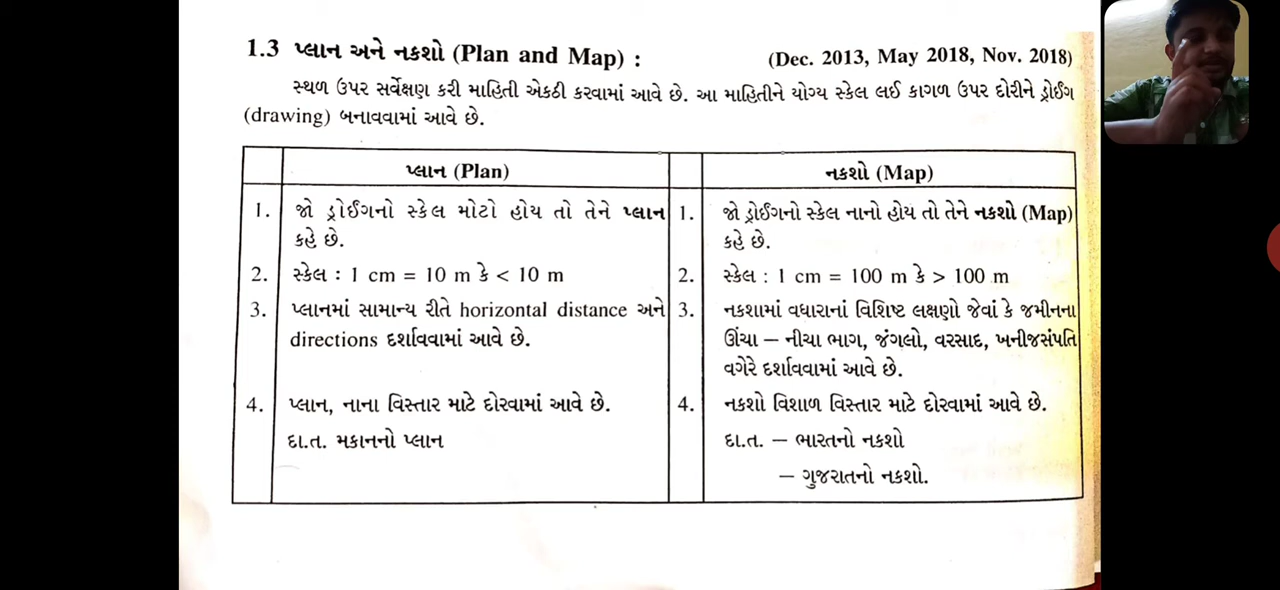 1.3 પ્લાન અને નકશો (Plan and Map) : (Dec. 2013, May 2018, Nov. 2018)
સ્થળ ઉપર સર્વેક્ષણ કરી માહિતી એકઠી કરવામાં આવે છે. આ માહિતીને યોગ્ય સ્કેલ લઈ કાગળ ઉપર દોરીને ડ્રોઈંગ
(drawing) બનાવવામાં આવે છે.
પ્લાન (Plan)
1. જો ડ્રોઈંગનો સ્કેલ મોટો હોય તો તેને પ્લાન
કહે છે.
2. સ્કેલ : 1 cm = 10 m કે < 10 m
3. પ્લાનમાં સામાન્ય રીતે horizontal distance અને
directions દર્શાવવામાં આવે છે.
4. પ્લાન, નાના વિસ્તાર માટે દોરવામાં આવે છે.
દા.ત. મકાનનો પ્લાન
નકશો (Map)
1. જો ડ્રોઈંગનો સ્કેલ નાનો હોય તો તેને નકશો (Map)
કહે છે.
2. સ્કેલ : 1 cm = 100 m કે > 100 m
3. નકશામાં વધારાનાં વિશિષ્ટ લક્ષણો જેવાં કે જમીનના
ઊંચા – નીચા ભાગ, જંગલો, વરસાદ, ખનીજસંપતિ
વગેરે દર્શાવવામાં આવે છે.
4. નકશો વિશાળ વિસ્તાર માટે દોરવામાં આવે છે.
દા.ત. – ભારતનો નકશો
– ગુજરાતનો નકશો.